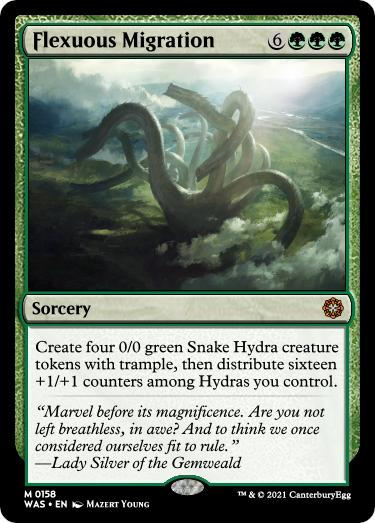 Flexuous Migration 6
Sorcery
Create four 0/0 green Snake Hydra creature
tokens with trample, then distribute sixteen
+1/+1 counters among Hydras you control.
“Marvel before its magnificence. Are you not
left breathless, in awe? And to think we once
considered ourselves fit to rule.”
—Lady Silver of the Gemweald
M 0158
WAS • EN Mazert Young
™ & © 2021 CanterburyEgg